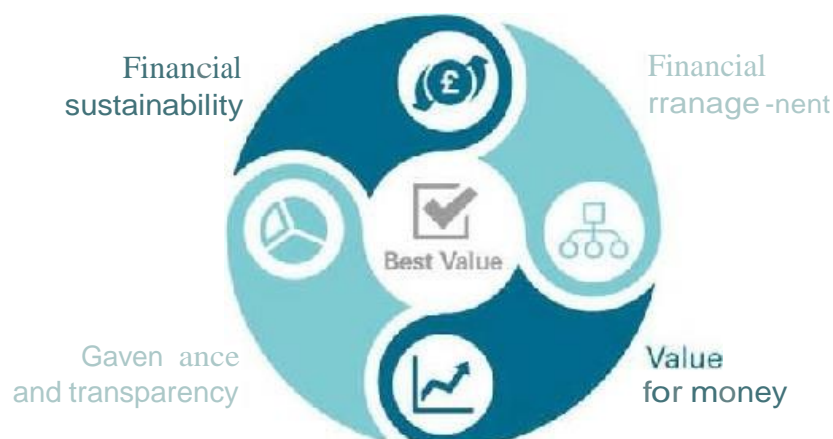 Financial
sustainability
Financial
rranage -nent
£
Best Value
Gaven ance
and transparency
Value
for money